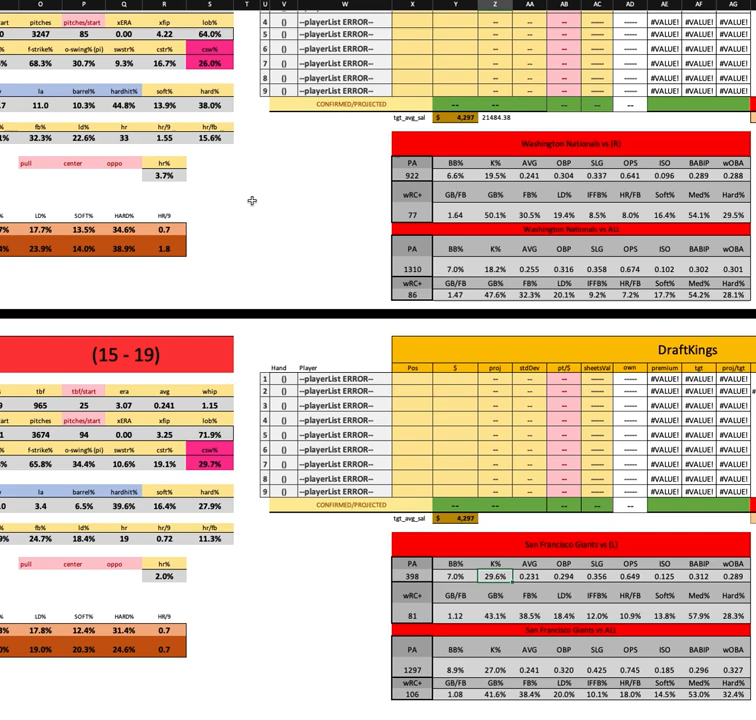 O P Q R S T U V W X Y Z AA AB AC AD AE AF AG
art pitches pitches/start xERA xfip lob%
0 3247 85 0.00 4.22 64.0%
% f-strike% o-swing% (pi) swstr% cstr% csw%
% 68.3% 30.7% 9.3% 16.7% 26.0%
la barrel% hardhit% soft% hard%
.7 11.0 10.3% 44.8% 13.9% 38.0%
% fb% ld% hr hr/9 hr/fb
1% 32.3% 22.6% 33 1.55 15.6%
pull center oppo hr%
3.7%
% LD% SOFT% HARD% HR/9
7% 17.7% 13.5% 34.6% 0.7
4% 23.9% 14.0% 38.9% 1.8
4 () --playerList ERROR-- -- -- -- ----- ----- #VALUE! #VALUE! #VALUE!
5 () --playerList ERROR-- -- -- -- ----- ----- #VALUE! #VALUE! #VALUE!
6 () --playerList ERROR-- -- -- -- ----- ----- #VALUE! #VALUE! #VALUE!
7 () --playerList ERROR-- -- -- -- ----- ----- #VALUE! #VALUE! #VALUE!
8 () --playerList ERROR-- -- -- -- ----- ----- #VALUE! #VALUE! #VALUE!
9 () --playerList ERROR-- -- -- -- ----- ----- #VALUE! #VALUE! #VALUE!
CONFIRMED/PROJECTED -- -- -- -- --
tgt_avg_sal $ 4,297 21484.38
Washington Nationals vs (R)
PA BB% K% AVG OBP SLG OPS ISO BABIP wOBA
922 6.6% 19.5% 0.241 0.304 0.337 0.641 0.096 0.289 0.288
wRC+ GB/FB GB% FB% LD% IFFB% HR/FB Soft% Med% Hard%
77 1.64 50.1% 30.5% 19.4% 8.5% 8.0% 16.4% 54.1% 29.5%
Washington Nationals vs ALL
PA BB% K% AVG OBP SLG OPS ISO BABIP wOBA
1310 7.0% 18.2% 0.255 0.316 0.358 0.674 0.102 0.302 0.301
wRC+ GB/FB GB% FB% LD% IFFB% HR/FB Soft% Med% Hard%
86 1.47 47.6% 32.3% 20.1% 9.2% 7.2% 17.7% 54.2% 28.1%
(15 - 19)
tbf tbf/start era avg whip
9 965 25 3.07 0.241 1.15
art pitches pitches/start xERA xfip lob%
1 3674 94 0.00 3.25 71.9%
% f-strike% o-swing% (pi) swstr% cstr% csw%
% 65.8% 34.4% 10.6% 19.1% 29.7%
la barrel% hardhit% soft% hard%
0 3.4 6.5% 39.6% 16.4% 27.9%
fb% ld% hr hr/9 hr/fb
9% 24.7% 18.4% 19 0.72 11.3%
pull center oppo hr%
2.0%
% LD% SOFT% HARD% HR/9
3% 17.8% 12.4% 31.4% 0.7
0% 19.0% 20.3% 24.6% 0.7
DraftKings
Hand Player Pos $ proj stdDev pt/$ sheetsVal own premium tgt proj/tgt
1 () --playerList ERROR-- -- -- -- ----- ----- #VALUE! #VALUE! #VALUE!
2 () --playerList ERROR-- -- -- -- ----- ----- #VALUE! #VALUE! #VALUE!
3 () --playerList ERROR-- -- -- -- ----- ----- #VALUE! #VALUE! #VALUE!
4 () --playerList ERROR-- -- -- -- ----- ----- #VALUE! #VALUE! #VALUE!
5 () --playerList ERROR-- -- -- -- ----- ----- #VALUE! #VALUE! #VALUE!
6 () --playerList ERROR-- -- -- -- ----- ----- #VALUE! #VALUE! #VALUE!
7 () --playerList ERROR-- -- -- -- ----- ----- #VALUE! #VALUE! #VALUE!
8 () --playerList ERROR-- -- -- -- ----- ----- #VALUE! #VALUE! #VALUE!
9 () --playerList ERROR-- -- -- -- ----- ----- #VALUE! #VALUE! #VALUE!
CONFIRMED/PROJECTED -- -- -- -- --
tgt_avg_sal $ 4,297
San Francisco Giants vs (L)
PA BB% K% AVG OBP SLG OPS ISO BABIP wOBA
398 7.0% 29.6% 0.231 0.294 0.356 0.649 0.125 0.312 0.289
wRC+ GB/FB GB% FB% LD% IFFB% HR/FB Soft% Med% Hard%
81 1.12 43.1% 38.5% 18.4% 12.0% 10.9% 13.8% 57.9% 28.3%
San Francisco Giants vs ALL
PA BB% K% AVG OBP SLG OPS ISO BABIP wOBA
1297 8.9% 27.0% 0.241 0.320 0.425 0.745 0.185 0.296 0.327
wRC+ GB/FB GB% FB% LD% IFFB% HR/FB Soft% Med% Hard%
106 1.08 41.6% 38.4% 20.0% 10.1% 18.0% 14.5% 53.0% 32.4%